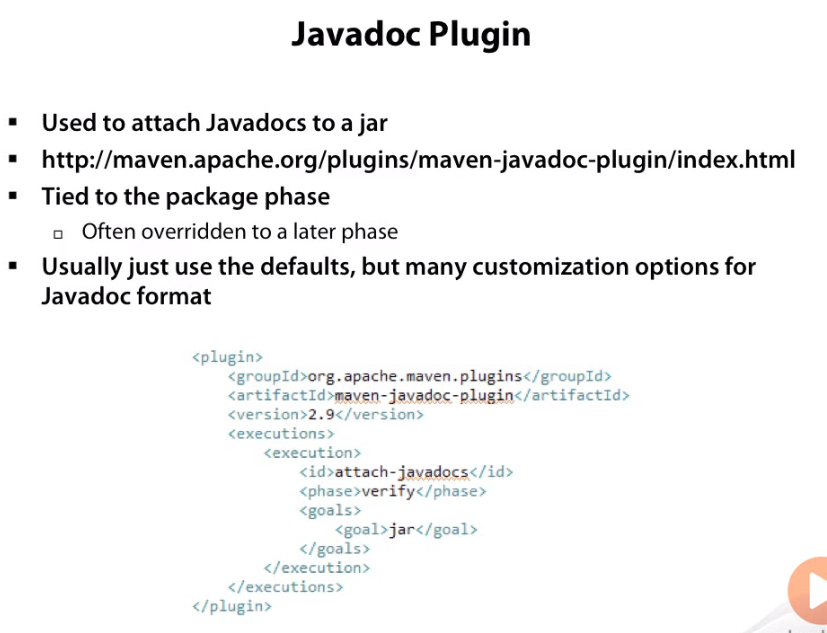 Javadoc Plugin
Used to attach Javadocs to a jar
http://maven.apache.org/plugins/maven-javadoc-plugin/index.html
Tied to the package phase
Often overridden to a later phase
Usually just use the defaults, but many customization options for
Javadoc format
<plugin>
<groupId>org.apache.maven.plugins</groupId>
<artifactId>maven-javadoc-plugin</artifactId>
<version>2.9</version>
<executions>
<execution>
<id>attach-javadocs</id>
<phase>verify</phase>
<goals>
<goal>jar</goal>
</goals>
</execution>
</executions>
</plugin>